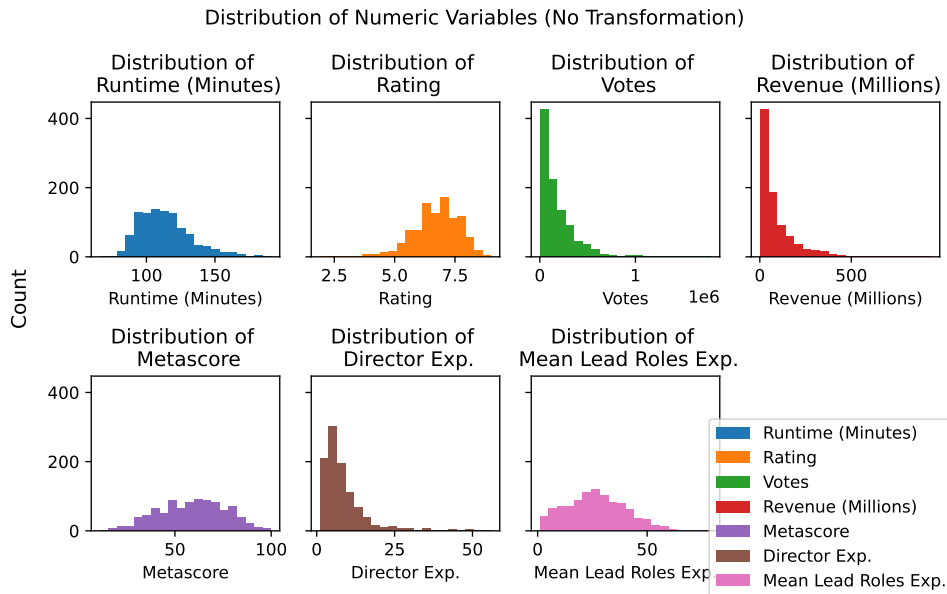 Distribution of Numeric Variables (No Transformation)
Distribution of
Runtime (Minutes)
Distribution of
Rating
Distribution of
Votes
Distribution of
Revenue (Millions)
400
200
0
100
150
2.5
5.0
7.5
0
1
0
500
1e6
Runtime (Minutes)
Rating
Votes
Revenue (Millions)
Count
Distribution of
Metascore
Distribution of
Director Exp.
Distribution of
Mean Lead Roles Exp.
400
200
0
50
100
0
25
50
0
50
Metascore
Director Exp.
Mean Lead Roles Exp.
Runtime (Minutes)
Rating
Votes
Revenue (Millions)
Metascore
Director Exp.
Mean Lead Roles Exp.